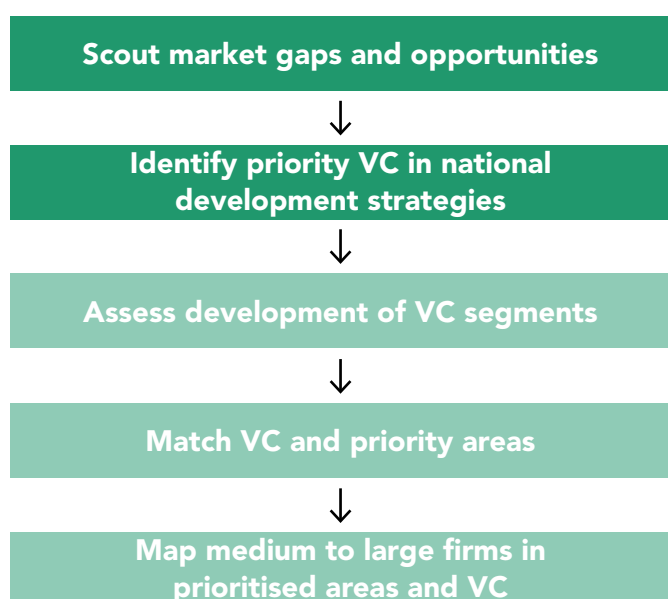 Scout market gaps and opportunities
Identify priority VC in national
development strategies
Assess development of VC segments
Match VC and priority areas
Map medium to large firms in
prioritised areas and VC